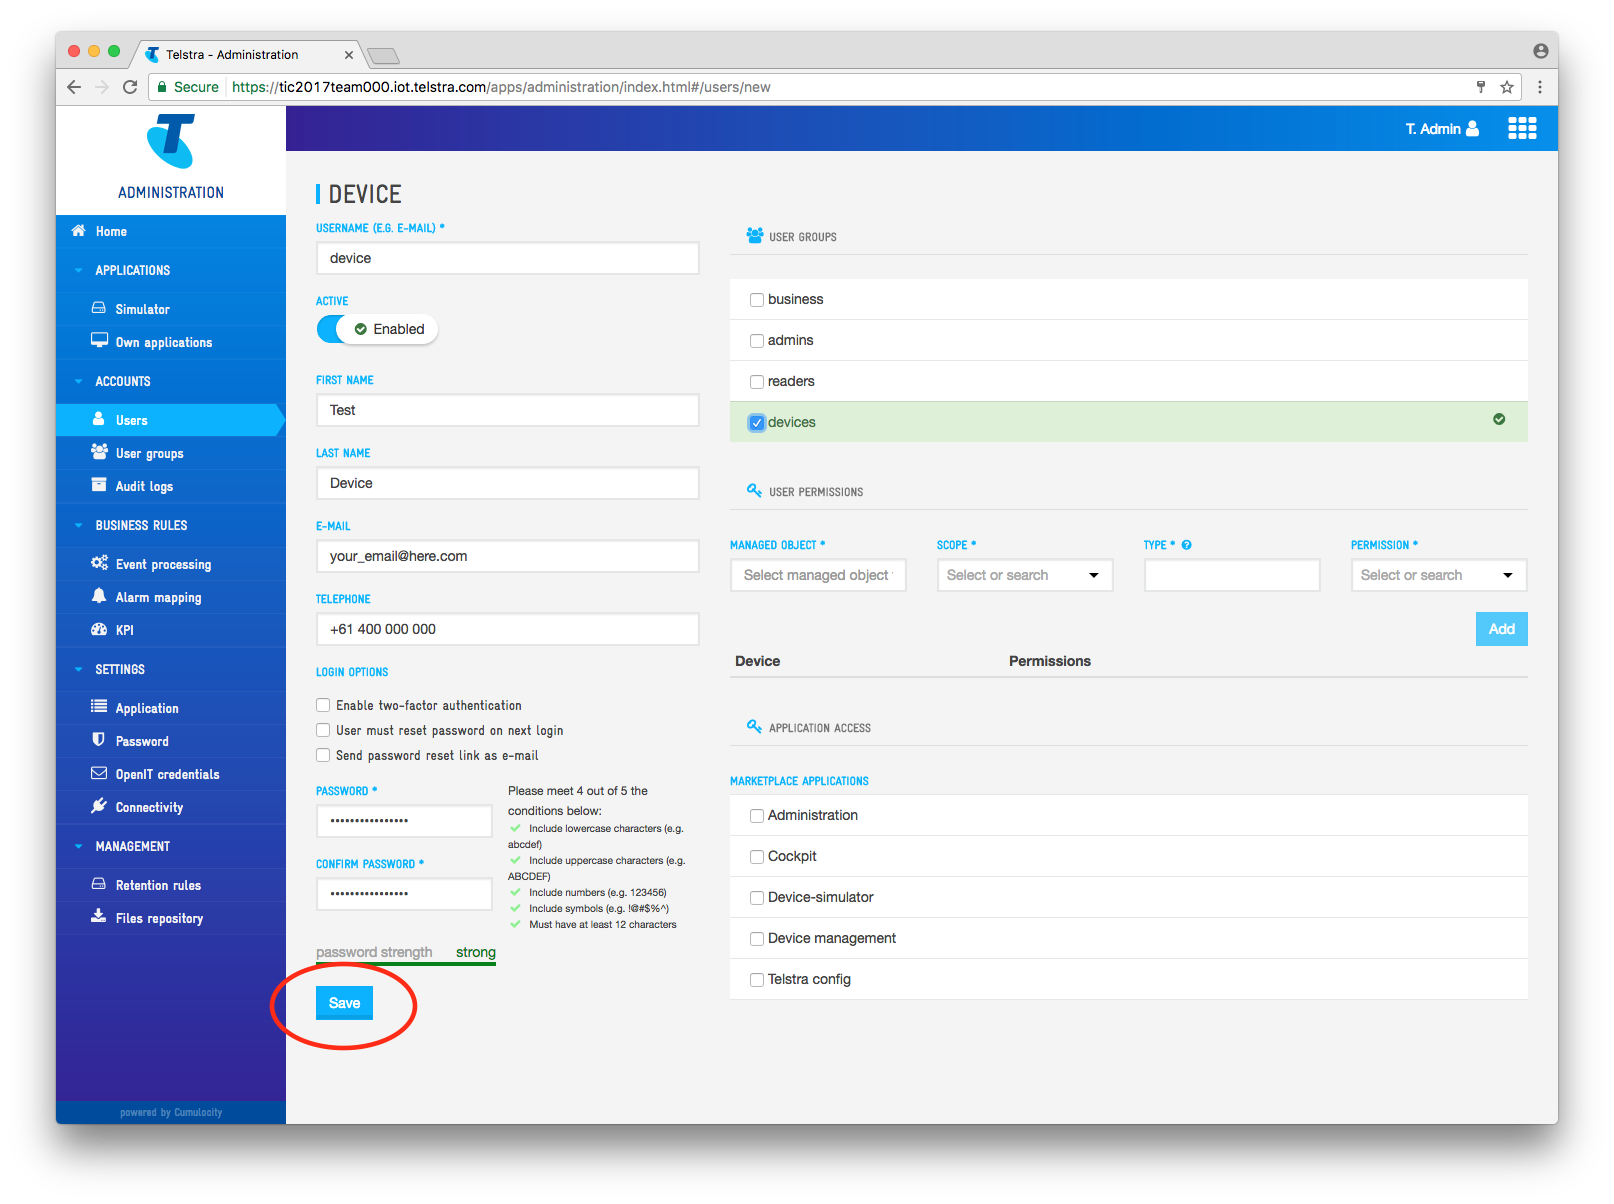 Telstra - Administration
Secure
https://tic2017team000.iot.telstra.com/apps/administration/index.html#/users/new
T. Admin
ADMINISTRATION
Home
APPLICATIONS
Simulator
Own applications
ACCOUNTS
Users
User groups
Audit logs
BUSINESS RULES
Event processing
Alarm mapping
KPI
SETTINGS
Application
Password
OpenIT credentials
Connectivity
MANAGEMENT
Retention rules
Files repository
powered by Cumulocity
DEVICE
USERNAME (E.G. E-MAIL) *
device
ACTIVE
Enabled
FIRST NAME
Test
LAST NAME
Device
E-MAIL
your_email@here.com
TELEPHONE
+61 400 000 000
LOGIN OPTIONS
Enable two-factor authentication
User must reset password on next login
Send password reset link as e-mail
PASSWORD *
••••••••••••••••
CONFIRM PASSWORD *
••••••••••••••••
Please meet 4 out of 5 the
conditions below:
Include lowercase characters (e.g.
abcdef)
Include uppercase characters (e.g.
ABCDEF)
Include numbers (e.g. 123456)
Include symbols (e.g. !@#$%^)
Must have at least 12 characters
password strength strong
Save
USER GROUPS
business
admins
readers
devices
USER PERMISSIONS
MANAGED OBJECT *
Select managed object
SCOPE *
Select or search
TYPE *
PERMISSION *
Select or search
Add
Device Permissions
APPLICATION ACCESS
MARKETPLACE APPLICATIONS
Administration
Cockpit
Device-simulator
Device management
Telstra config